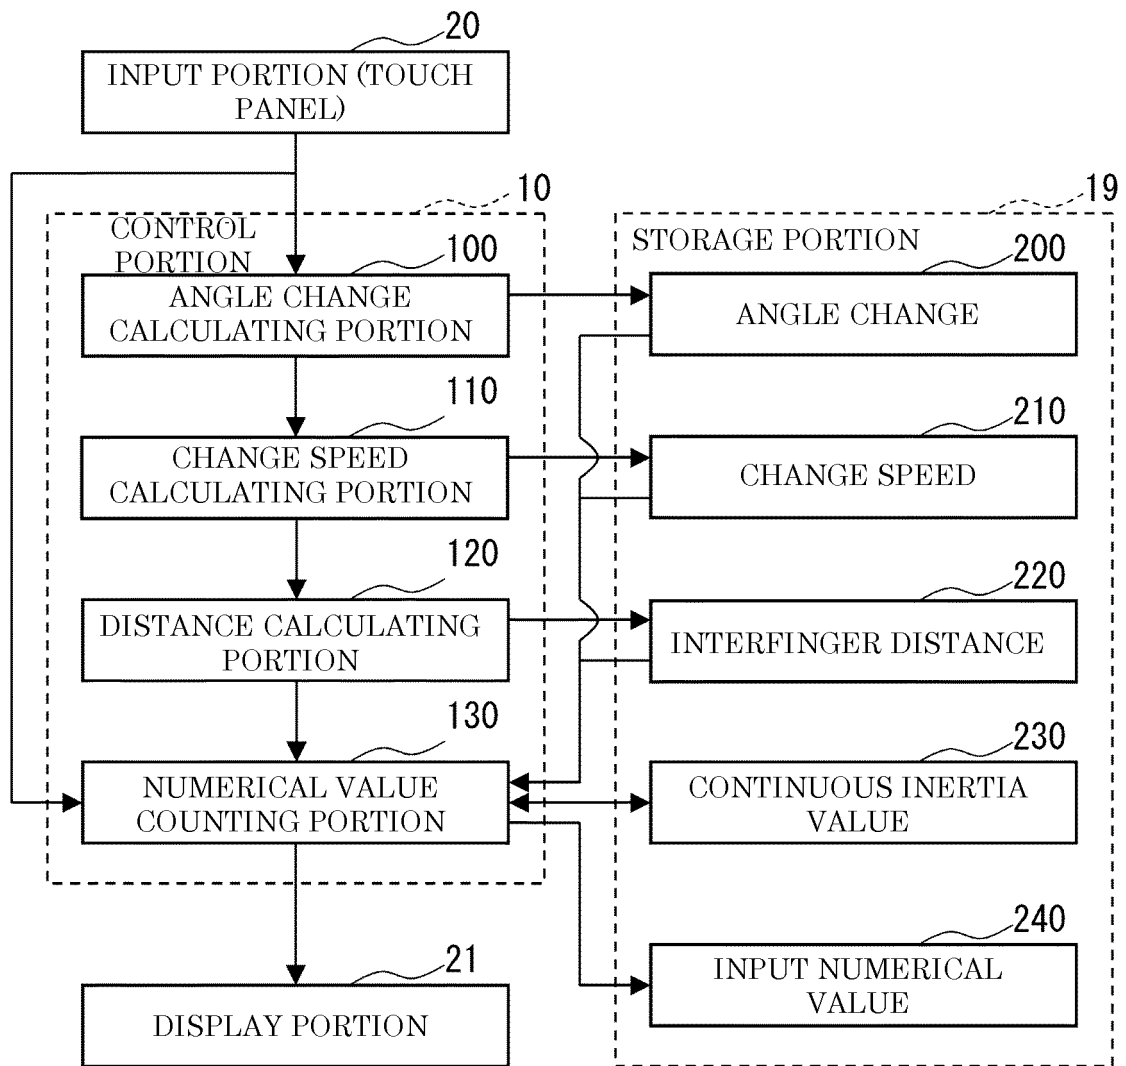 20
INPUT PORTION (TOUCH
PANEL)
10
19
CONTROL
PORTION
STORAGE PORTION
100
200
ANGLE CHANGE
CALCULATING PORTION
ANGLE CHANGE
110
210
CHANGE SPEED
CALCULATING PORTION
CHANGE SPEED
120
220
DISTANCE CALCULATING
PORTION
INTERFINGER DISTANCE
130
230
NUMERICAL VALUE
COUNTING PORTION
CONTINUOUS INERTIA
VALUE
240
21
INPUT NUMERICAL
VALUE
DISPLAY PORTION